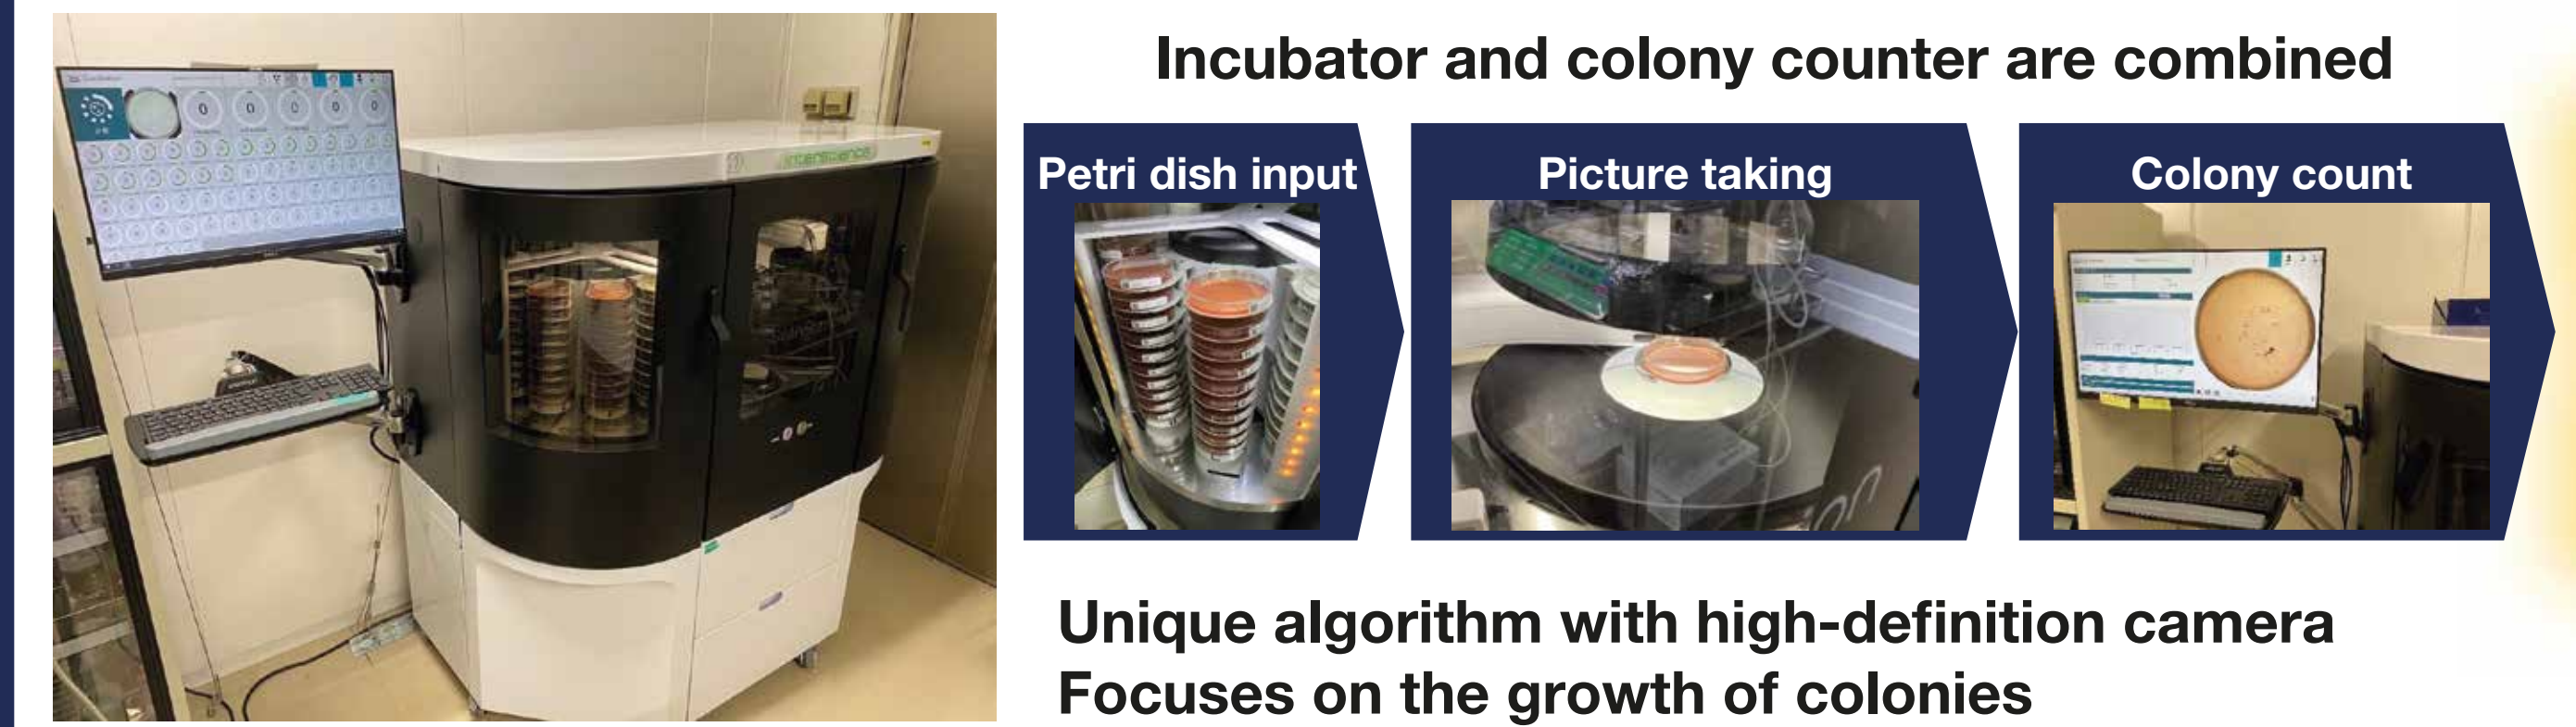 Incubator and colony counter are combined
Petri dish input
Picture taking
Colony count
interscience
Unique algorithm with high-definition camera
Focuses on the growth of colonies